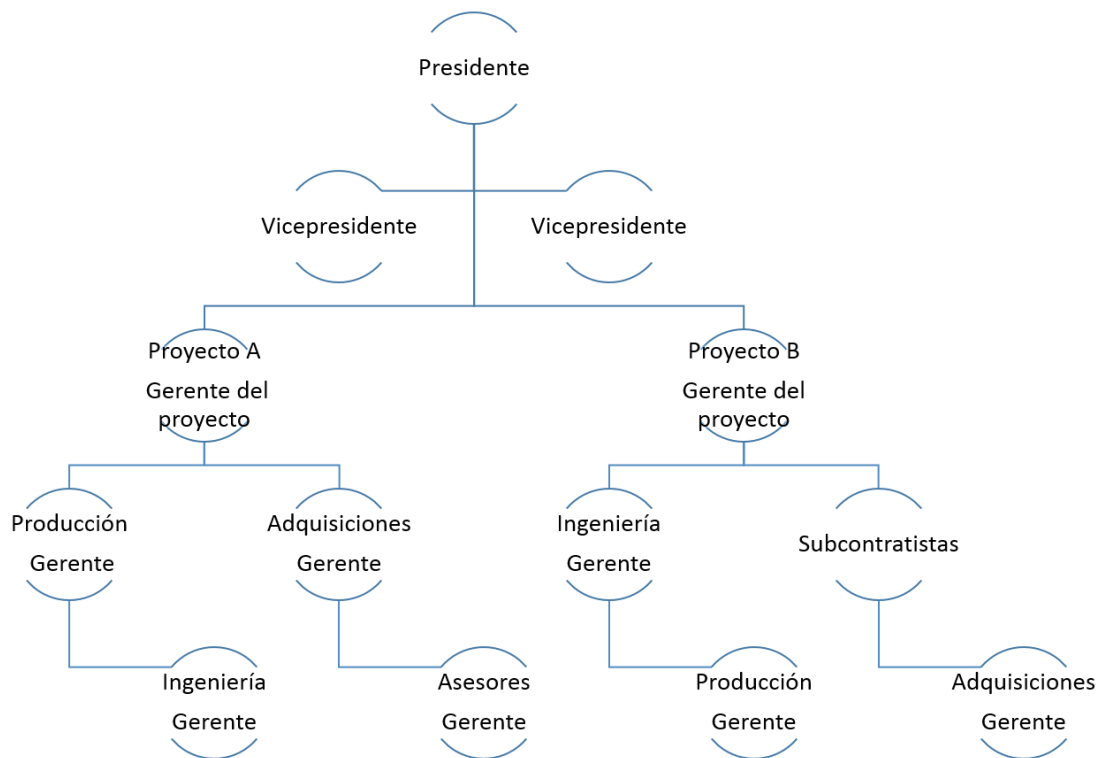 Presidente
Vicepresidente
Vicepresidente
Proyecto A
Gerente del
proyecto
Proyecto B
Gerente del
proyecto
Producción
Gerente
Adquisiciones
Gerente
Ingeniería
Gerente
Subcontratistas
Ingeniería
Gerente
Asesores
Gerente
Producción
Gerente
Adquisiciones
Gerente